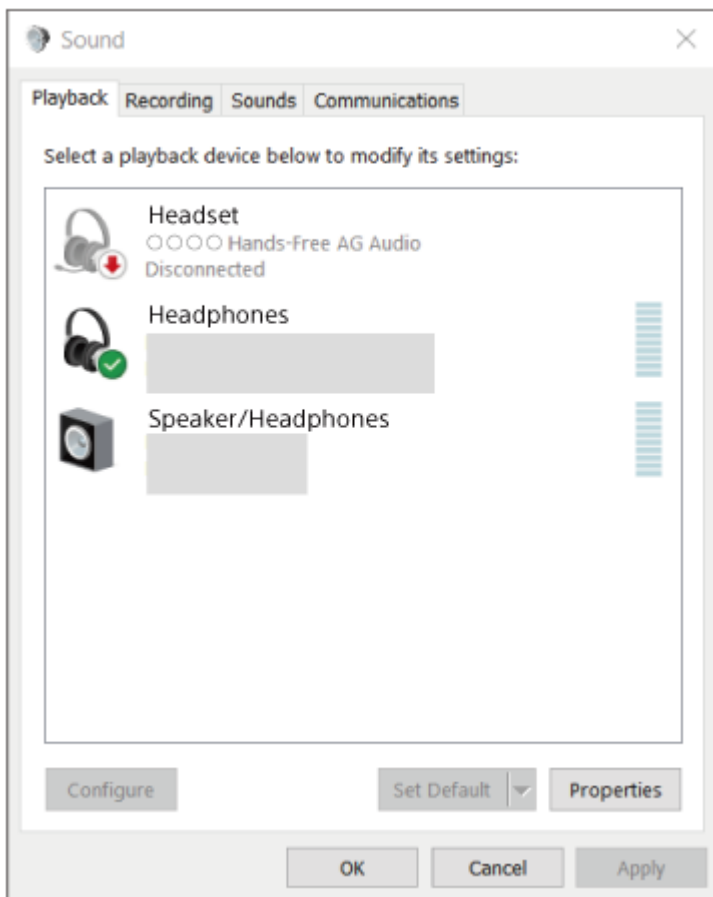 Sound
Playback Recording Sounds Communications
Select a playback device below to modify its settings:
Headset
○○○○ Hands-Free AG Audio
Disconnected
Headphones
Speaker/Headphones
Configure Set Default Properties
OK Cancel Apply